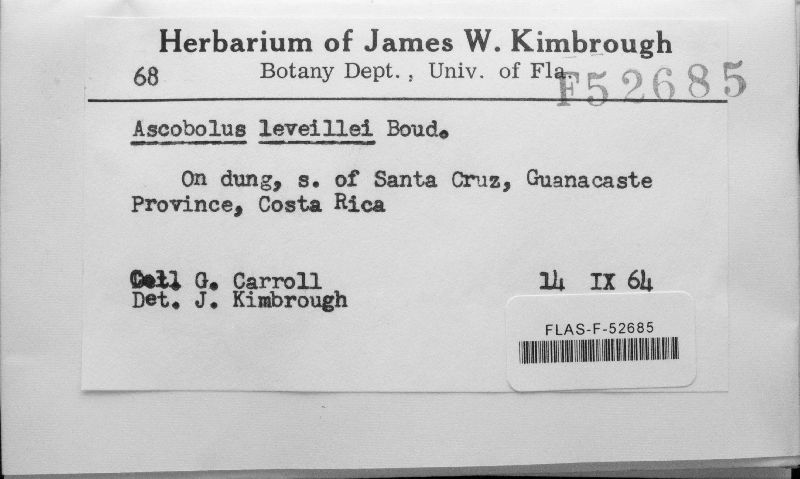 Herbarium of James W. Kimbrough
68 Botany Dept., Univ. of Fla.
F52685
Ascobolus leveillei Boud.
On dung, s. of Santa Cruz, Guanacaste
Province, Costa Rica
Coll G. Carroll 14 IX 64
Det. J. Kimbrough
FLAS-F-52685